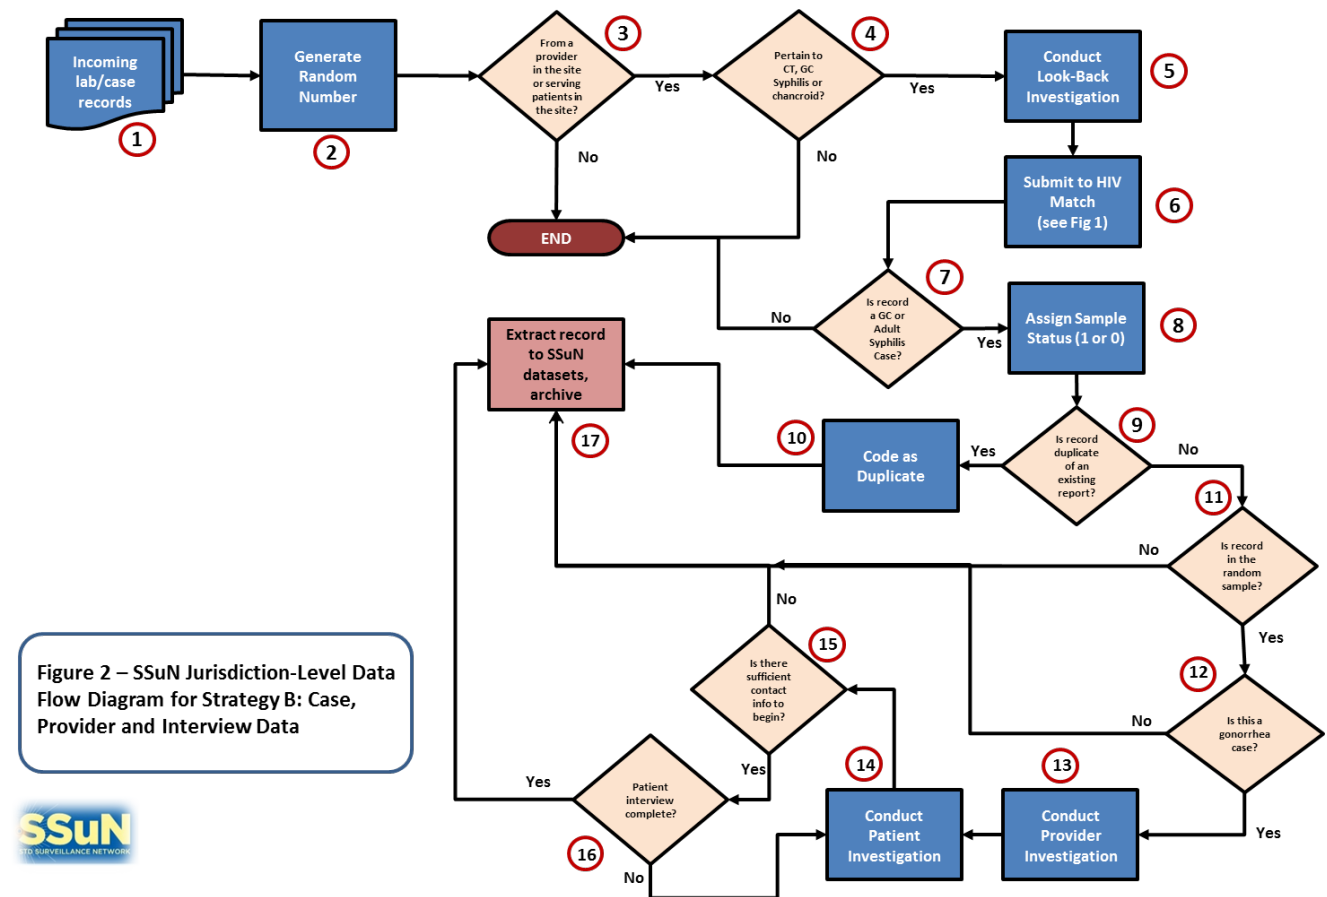 Incoming
lab/case
records
1
Generate
Random
Number
2
From a
provider
in the site
or serving
patients in
the site?
3
Yes
No
Pertain to
CT, GC
Syphilis or
chancroid?
4
Yes
No
Conduct
Look-Back
Investigation
5
Submit to HIV
Match
(see Fig 1)
6
END
Is record
a GC or
Adult
Syphilis
Case?
7
No
Yes
Assign Sample
Status (1 or 0)
8
Is record
duplicate
of an
existing
report?
9
Yes
No
Code as
Duplicate
10
Extract record
to SSuN
datasets,
archive
17
Is record
in the
random
sample?
11
No
Yes
Is this a
gonorrhea
case?
12
No
Yes
Conduct
Provider
Investigation
13
Conduct
Patient
Investigation
14
Is there
sufficient
contact
info to
begin?
15
No
Yes
Patient
interview
complete?
16
Yes
No
Figure 2 – SSuN Jurisdiction-Level Data
Flow Diagram for Strategy B: Case,
Provider and Interview Data
SSuN
STD SURVEILLANCE NETWORK